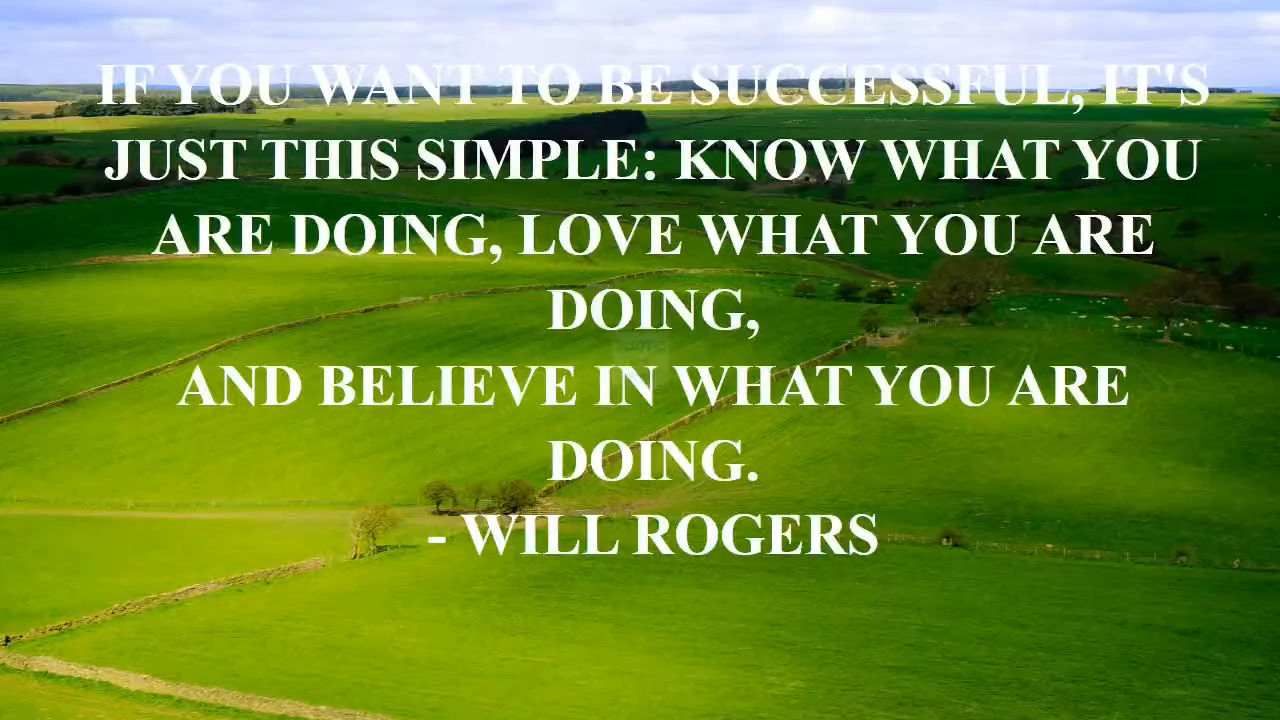 IF YOU WANT TO BE SUCCESSFUL, IT'S
JUST THIS SIMPLE: KNOW WHAT YOU
ARE DOING, LOVE WHAT YOU ARE
DOING,
AND BELIEVE IN WHAT YOU ARE
DOING.
- WILL ROGERS